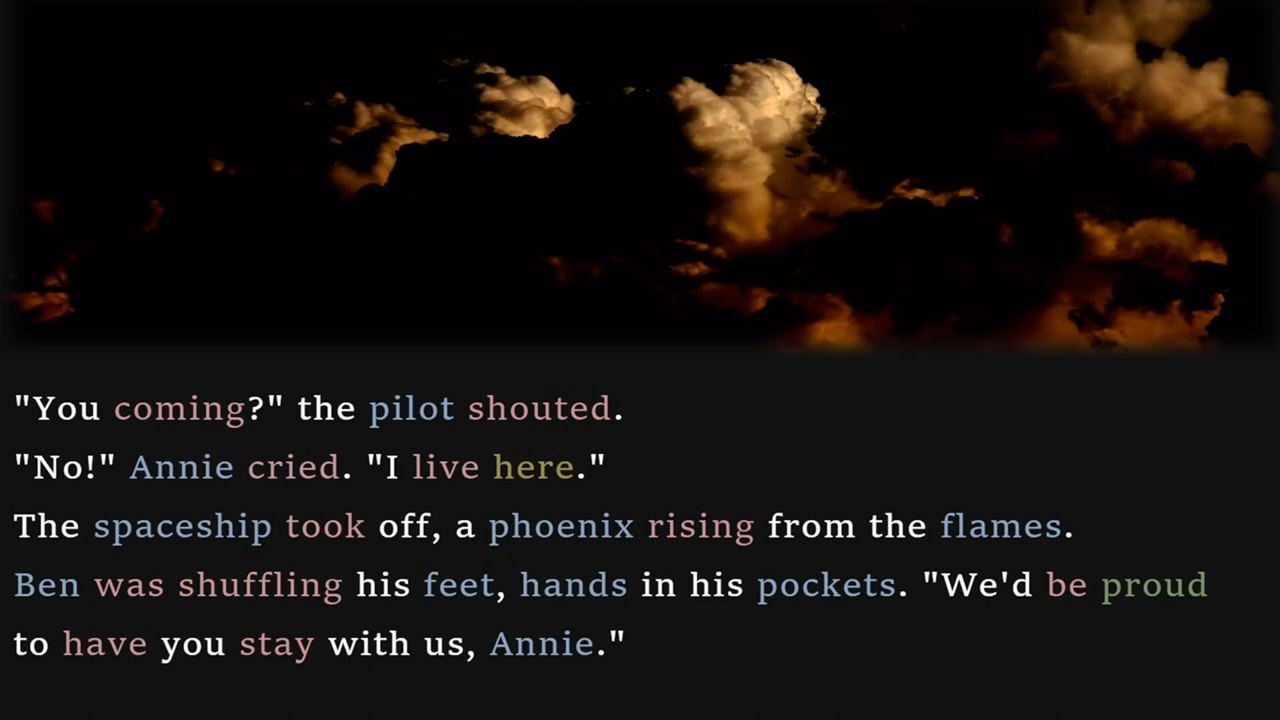 "You coming?" the pilot shouted.
"No!" Annie cried. "I live here."
The spaceship took off, a phoenix rising from the flames.
Ben was shuffling his feet, hands in his pockets. "We'd be proud
to have you stay with us, Annie."